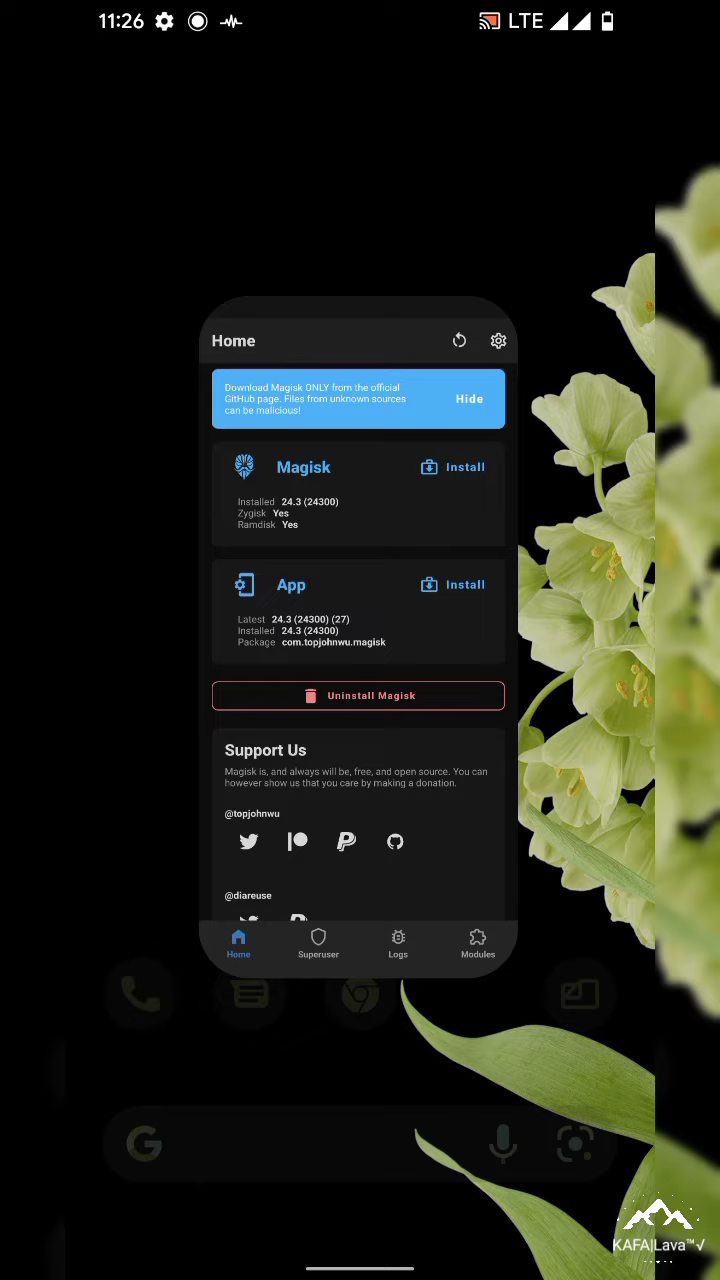 11:26 LTE
Home
Download Magisk ONLY from the official
GitHub page. Files from unknown sources
can be malicious!
Hide
Magisk
Install
Installed 24.3 (24300)
Zygisk Yes
Ramdisk Yes
App
Install
Latest 24.3 (24300) (27)
Installed 24.3 (24300)
Package com.topjohnwu.magisk
Uninstall Magisk
Support Us
Magisk is, and always will be, free, and open source. You can
however show us that you care by making a donation.
@topjohnwu
@diareuse
Home Superuser Logs Modules
KAFA|Lava™√